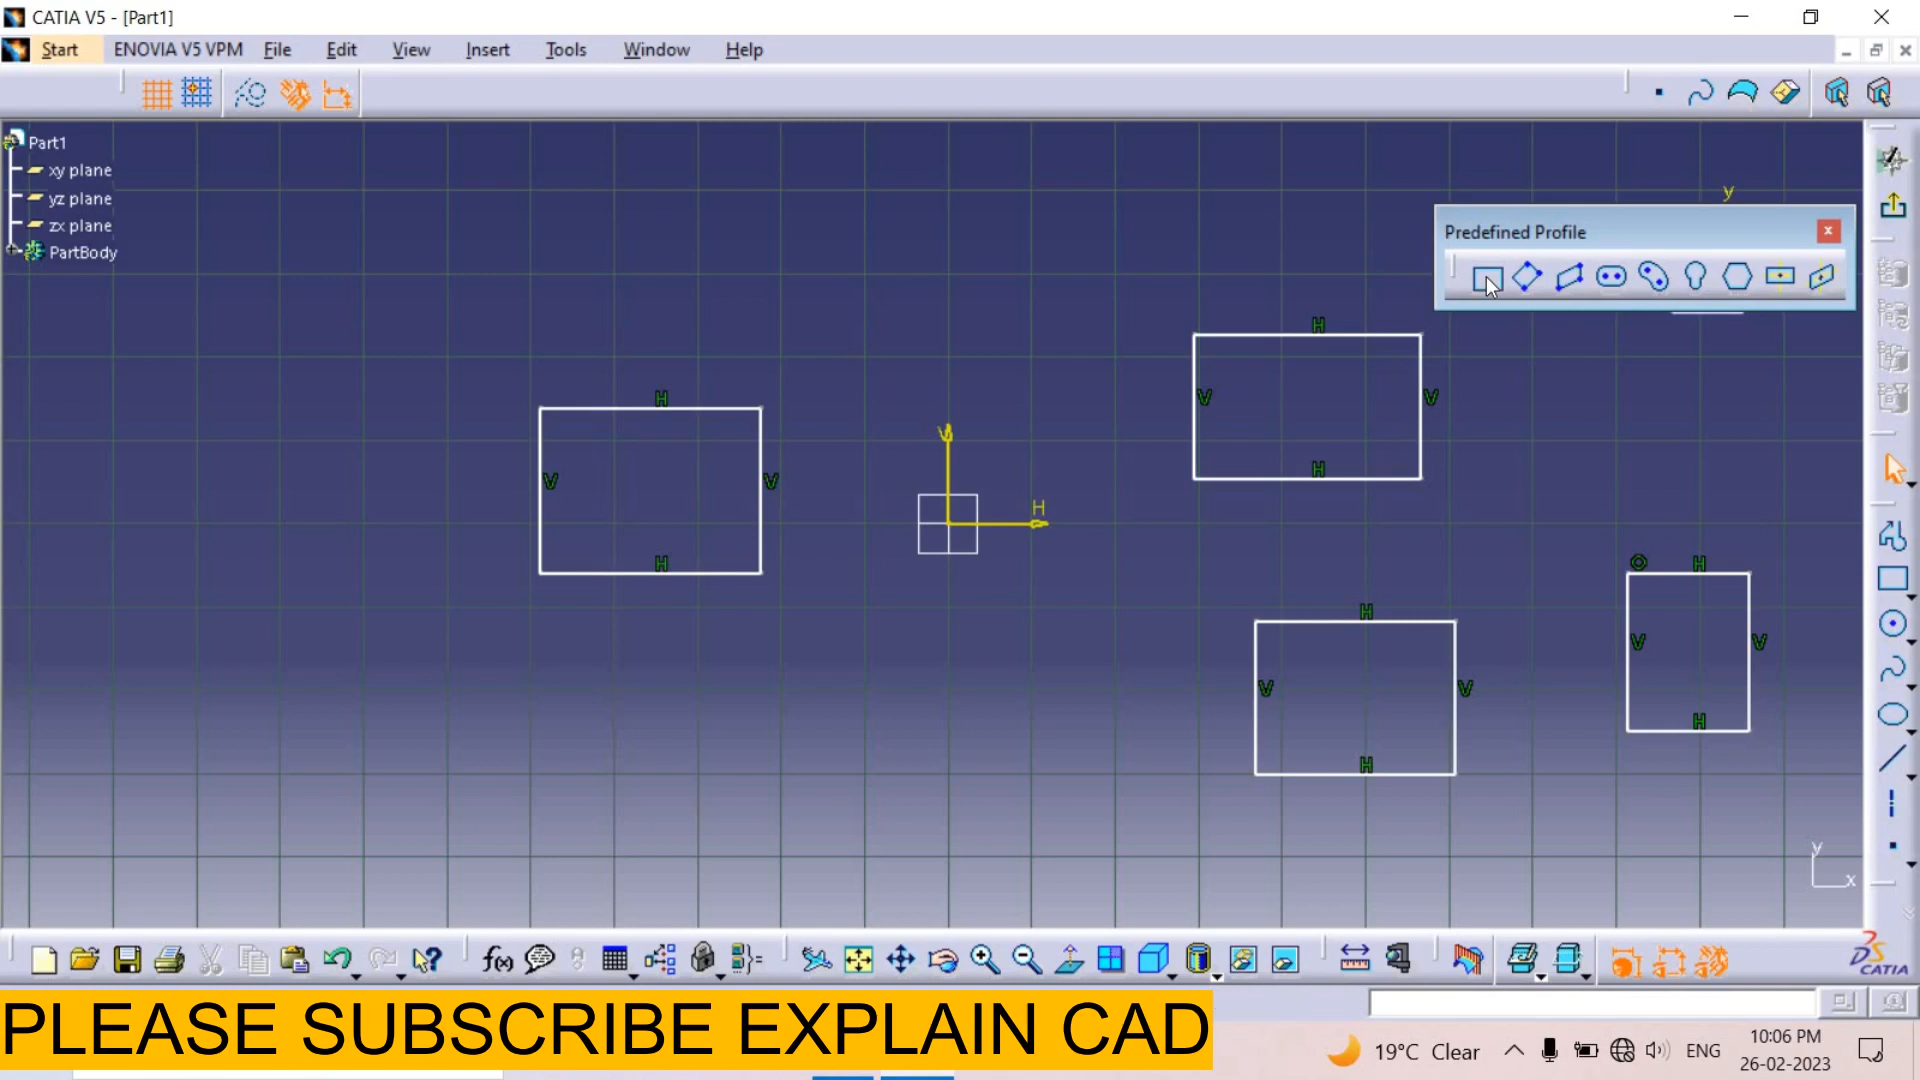 CATIA V5 - [Part1]
Start ENOVIA V5 VPM File Edit View Insert Tools Window Help
Part1
xy plane
yz plane
zx plane
PartBody
y
Predefined Profile
H
V
V
H
V
H
H
V
V
H
H
V
V
H
H
V
V
H
y
x
f(x)
CATIA
PLEASE SUBSCRIBE EXPLAIN CAD
19°C Clear
ENG
10:06 PM
26-02-2023